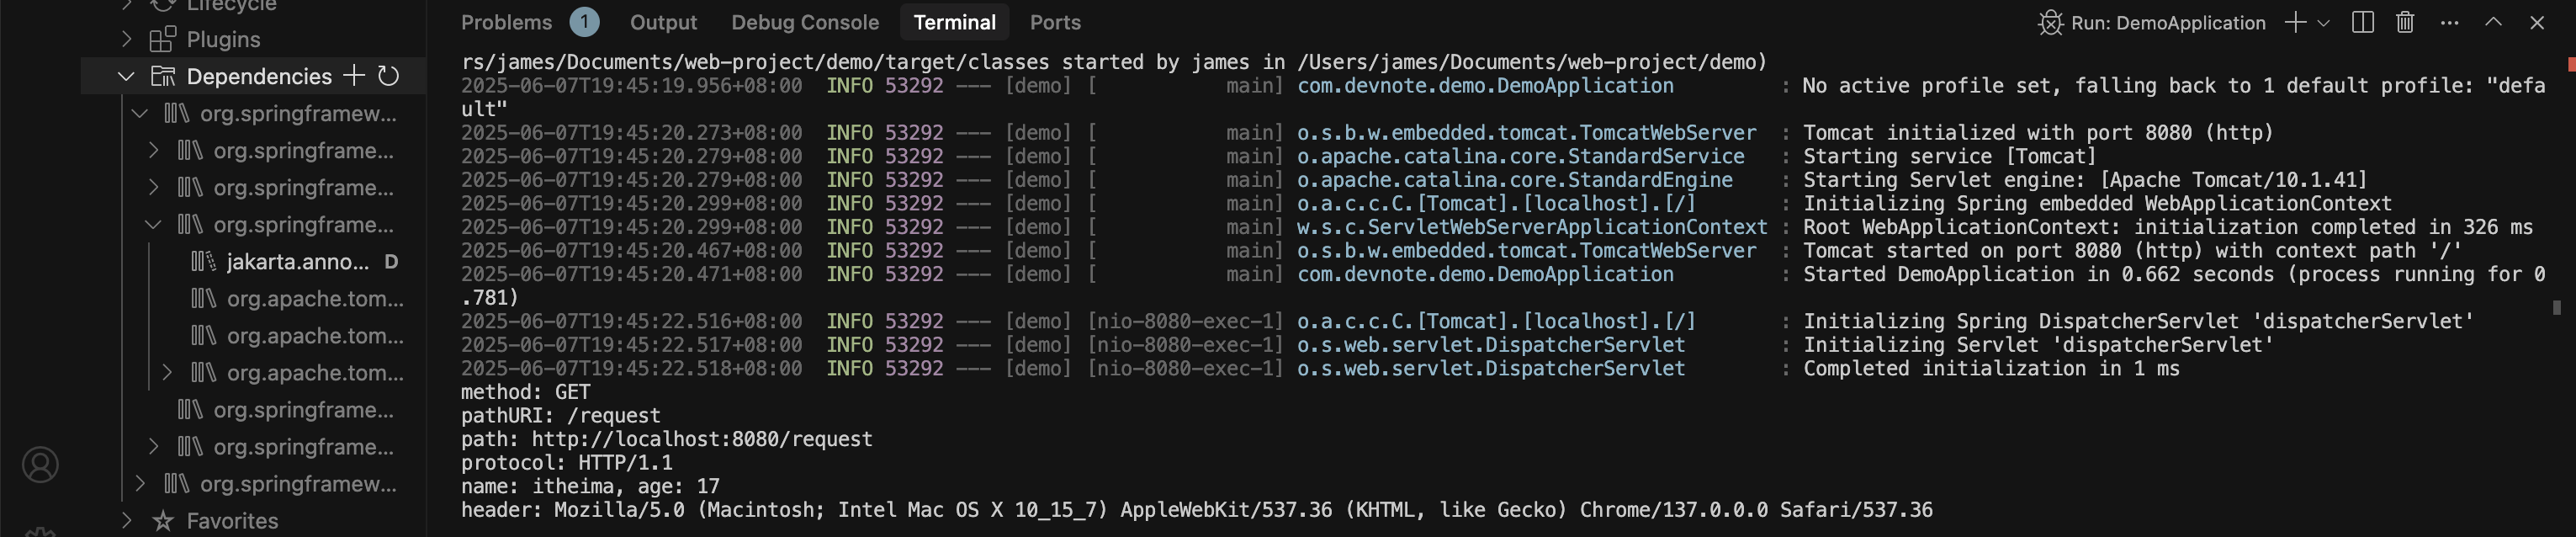 Lifecycle
Plugins
Dependencies
org.springframew...
org.springframe...
org.springframe...
org.springframe...
jakarta.anno... D
org.apache.tom...
org.apache.tom...
org.apache.tom...
org.springframe...
org.springframe...
org.springframew...
Favorites
Problems 1 Output Debug Console Terminal Ports
Run: DemoApplication
rs/james/Documents/web-project/demo/target/classes started by james in /Users/james/Documents/web-project/demo)
2025-06-07T19:45:19.956+08:00  INFO 53292 --- [demo] [           main] com.devnote.demo.DemoApplication         : No active profile set, falling back to 1 default profile: "defa
ult"
2025-06-07T19:45:20.273+08:00  INFO 53292 --- [demo] [           main] o.s.b.w.embedded.tomcat.TomcatWebServer  : Tomcat initialized with port 8080 (http)
2025-06-07T19:45:20.279+08:00  INFO 53292 --- [demo] [           main] o.apache.catalina.core.StandardService   : Starting service [Tomcat]
2025-06-07T19:45:20.279+08:00  INFO 53292 --- [demo] [           main] o.apache.catalina.core.StandardEngine    : Starting Servlet engine: [Apache Tomcat/10.1.41]
2025-06-07T19:45:20.299+08:00  INFO 53292 --- [demo] [           main] o.a.c.c.C.[Tomcat].[localhost].[/]       : Initializing Spring embedded WebApplicationContext
2025-06-07T19:45:20.299+08:00  INFO 53292 --- [demo] [           main] w.s.c.ServletWebServerApplicationContext : Root WebApplicationContext: initialization completed in 326 ms
2025-06-07T19:45:20.467+08:00  INFO 53292 --- [demo] [           main] o.s.b.w.embedded.tomcat.TomcatWebServer  : Tomcat started on port 8080 (http) with context path '/'
2025-06-07T19:45:20.471+08:00  INFO 53292 --- [demo] [           main] com.devnote.demo.DemoApplication         : Started DemoApplication in 0.662 seconds (process running for 0
.781)
2025-06-07T19:45:22.516+08:00  INFO 53292 --- [demo] [nio-8080-exec-1] o.a.c.c.C.[Tomcat].[localhost].[/]       : Initializing Spring DispatcherServlet 'dispatcherServlet'
2025-06-07T19:45:22.517+08:00  INFO 53292 --- [demo] [nio-8080-exec-1] o.s.web.servlet.DispatcherServlet        : Initializing Servlet 'dispatcherServlet'
2025-06-07T19:45:22.518+08:00  INFO 53292 --- [demo] [nio-8080-exec-1] o.s.web.servlet.DispatcherServlet        : Completed initialization in 1 ms
method: GET
pathURI: /request
path: http://localhost:8080/request
protocol: HTTP/1.1
name: itheima, age: 17
header: Mozilla/5.0 (Macintosh; Intel Mac OS X 10_15_7) AppleWebKit/537.36 (KHTML, like Gecko) Chrome/137.0.0.0 Safari/537.36